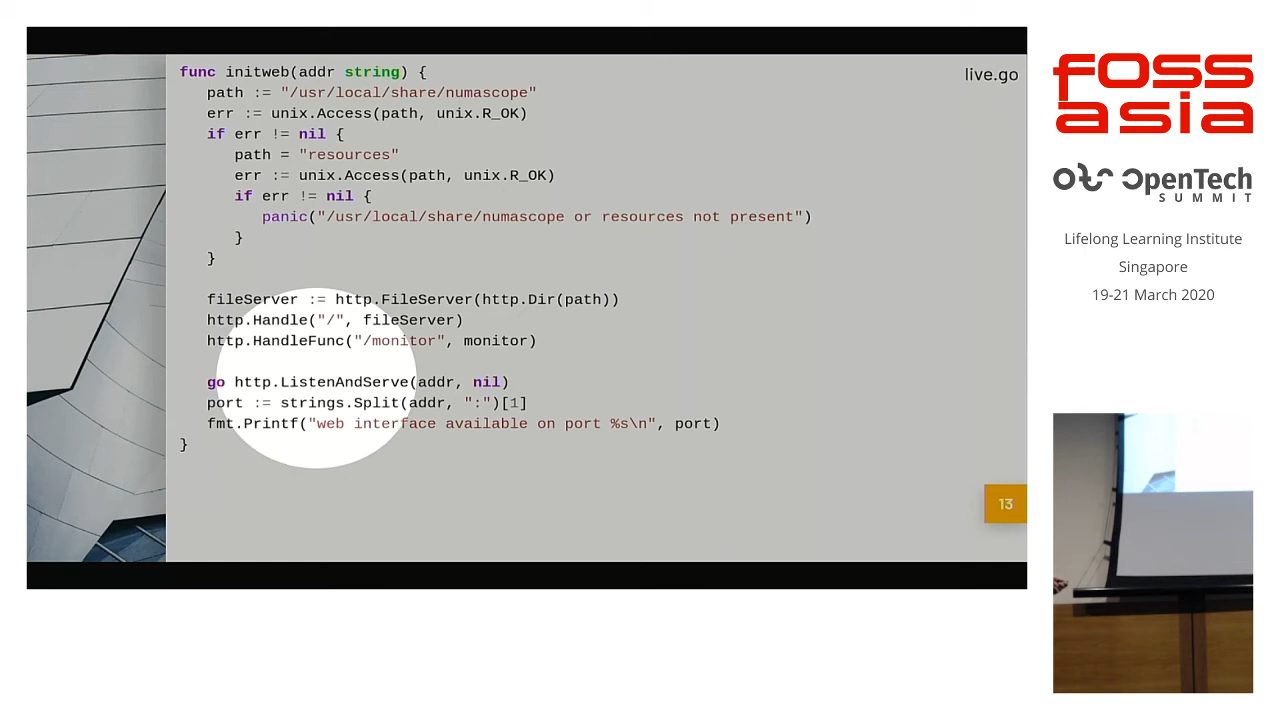 func initweb(addr string) {
live.go
path := "/usr/local/share/numascope"
err := unix.Access(path, unix.R_OK)
if err != nil {
path = "resources"
err := unix.Access(path, unix.R_OK)
if err != nil {
panic("/usr/local/share/numascope or resources not present")
}
}
fileServer := http.FileServer(http.Dir(path))
http.Handle("/", fileServer)
http.HandleFunc("/monitor", monitor)
go http.ListenAndServe(addr, nil)
port := strings.Split(addr, ":")[1]
fmt.Printf("web interface available on port %s\n", port)
}
13
FOSS
asia
OpenTech
SUMMIT
Lifelong Learning Institute
Singapore
19-21 March 2020